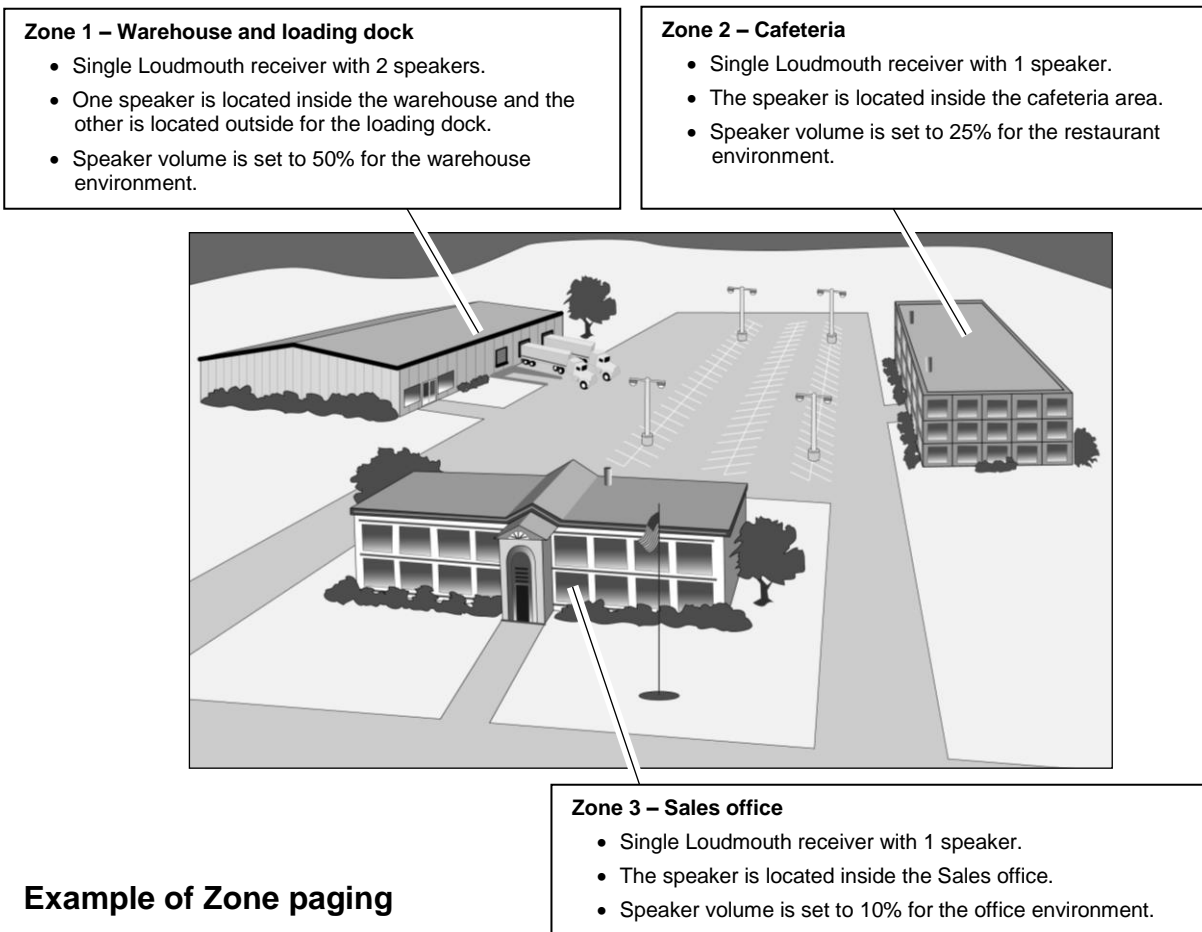 Zone 1 – Warehouse and loading dock
• Single Loudmouth receiver with 2 speakers.
• One speaker is located inside the warehouse and the
other is located outside for the loading dock.
• Speaker volume is set to 50% for the warehouse
environment.
Zone 2 – Cafeteria
• Single Loudmouth receiver with 1 speaker.
• The speaker is located inside the cafeteria area.
• Speaker volume is set to 25% for the restaurant
environment.
Zone 3 – Sales office
• Single Loudmouth receiver with 1 speaker.
• The speaker is located inside the Sales office.
• Speaker volume is set to 10% for the office environment.
Example of Zone paging